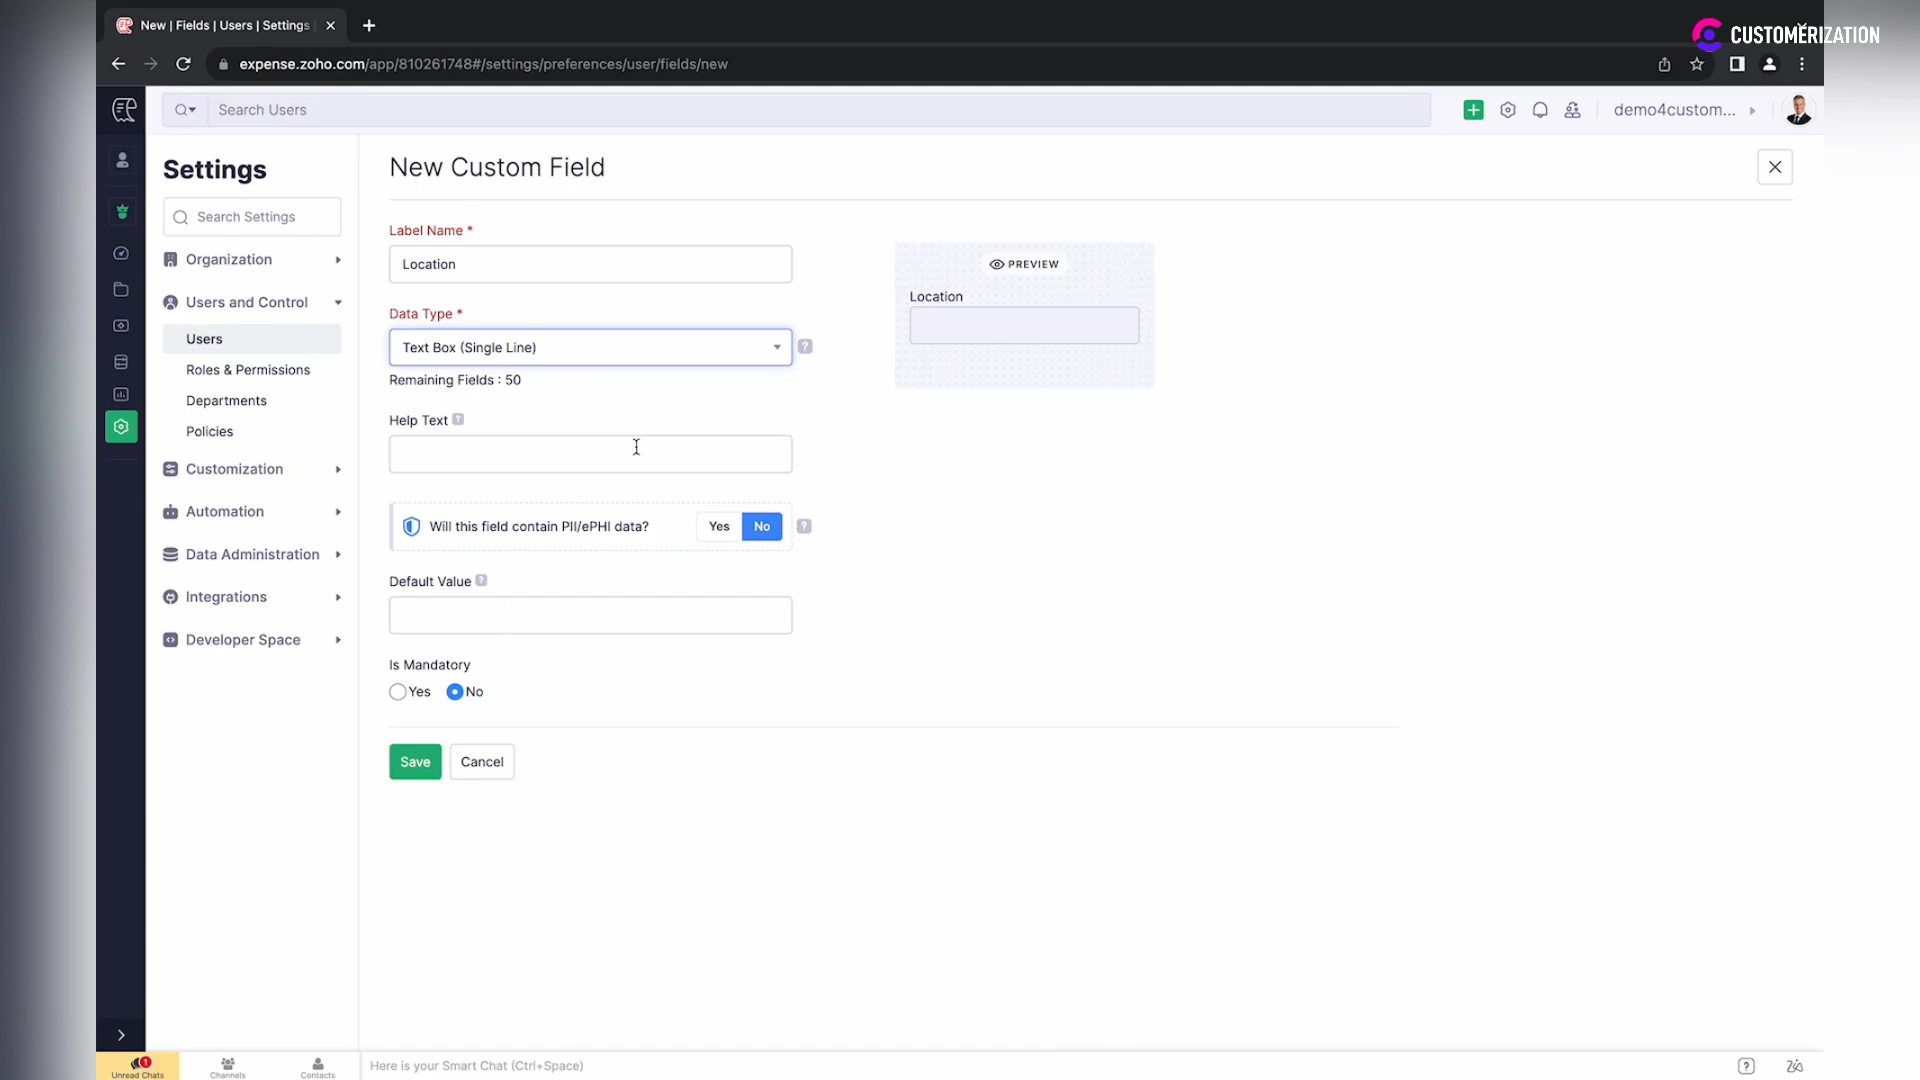 New | Fields | Users | Settings
CUSTOMERIZATION
expense.zoho.com/app/810261748#/settings/preferences/user/fields/new
Search Users
demo4custom...
Settings
Search Settings
Organization
Users and Control
Users
Roles & Permissions
Departments
Policies
Customization
Automation
Data Administration
Integrations
Developer Space
New Custom Field
Label Name *
Location
Data Type *
Text Box (Single Line)
Remaining Fields : 50
Help Text
Will this field contain PII/ePHI data?
Yes No
Default Value
Is Mandatory
Yes No
Save Cancel
PREVIEW
Location
1
Unread Chats
Channels
Contacts
Here is your Smart Chat (Ctrl+Space)